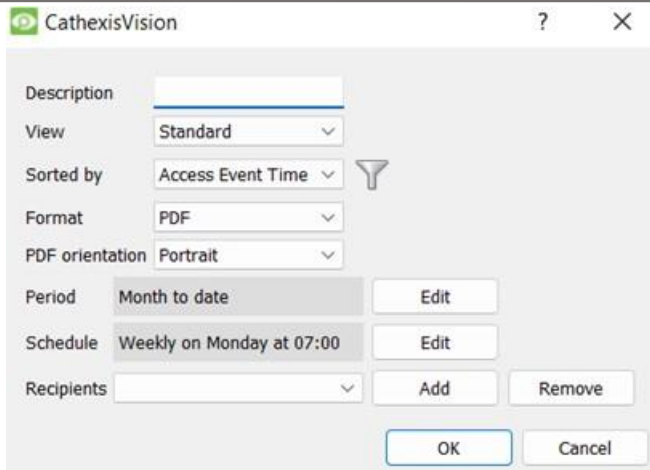 CathexisVision ? X
Description
View Standard
Sorted by Access Event Time
Format PDF
PDF orientation Portrait
Period Month to date Edit
Schedule Weekly on Monday at 07:00 Edit
Recipients Add Remove
OK Cancel